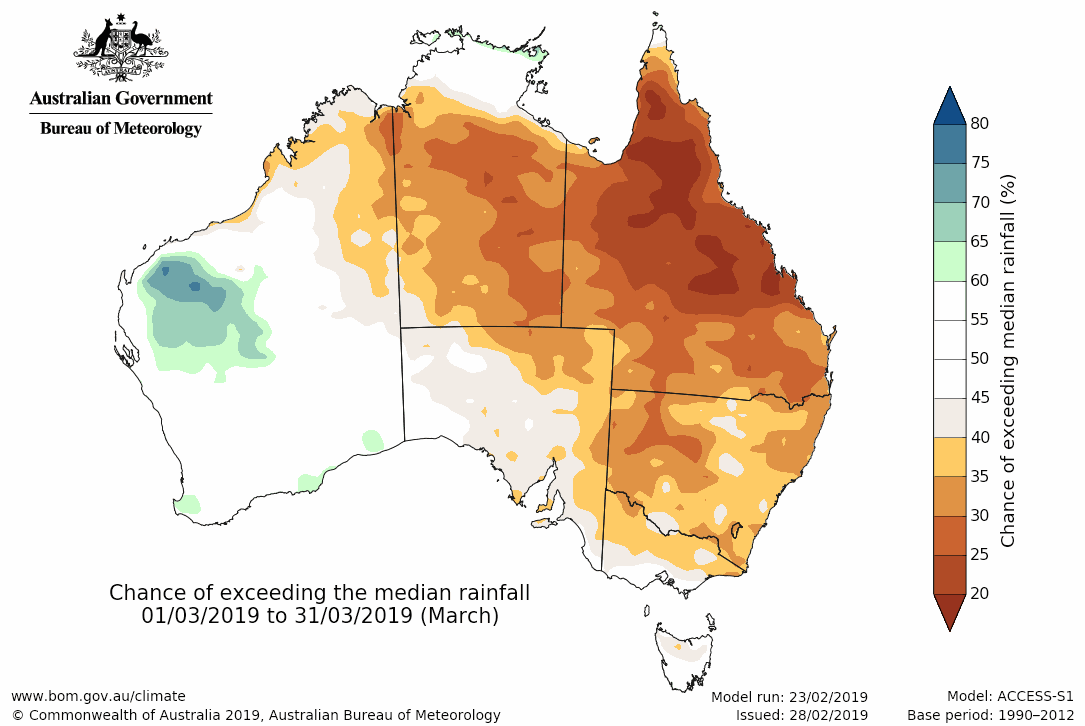 Australian Government
Bureau of Meteorology
80
75
70
65
60
55
50
45
40
35
30
25
20
Chance of exceeding median rainfall (%)
Chance of exceeding the median rainfall
01/03/2019 to 31/03/2019 (March)
www.bom.gov.au/climate
© Commonwealth of Australia 2019, Australian Bureau of Meteorology
Model run: 23/02/2019
Issued: 28/02/2019
Model: ACCESS-S1
Base period: 1990–2012